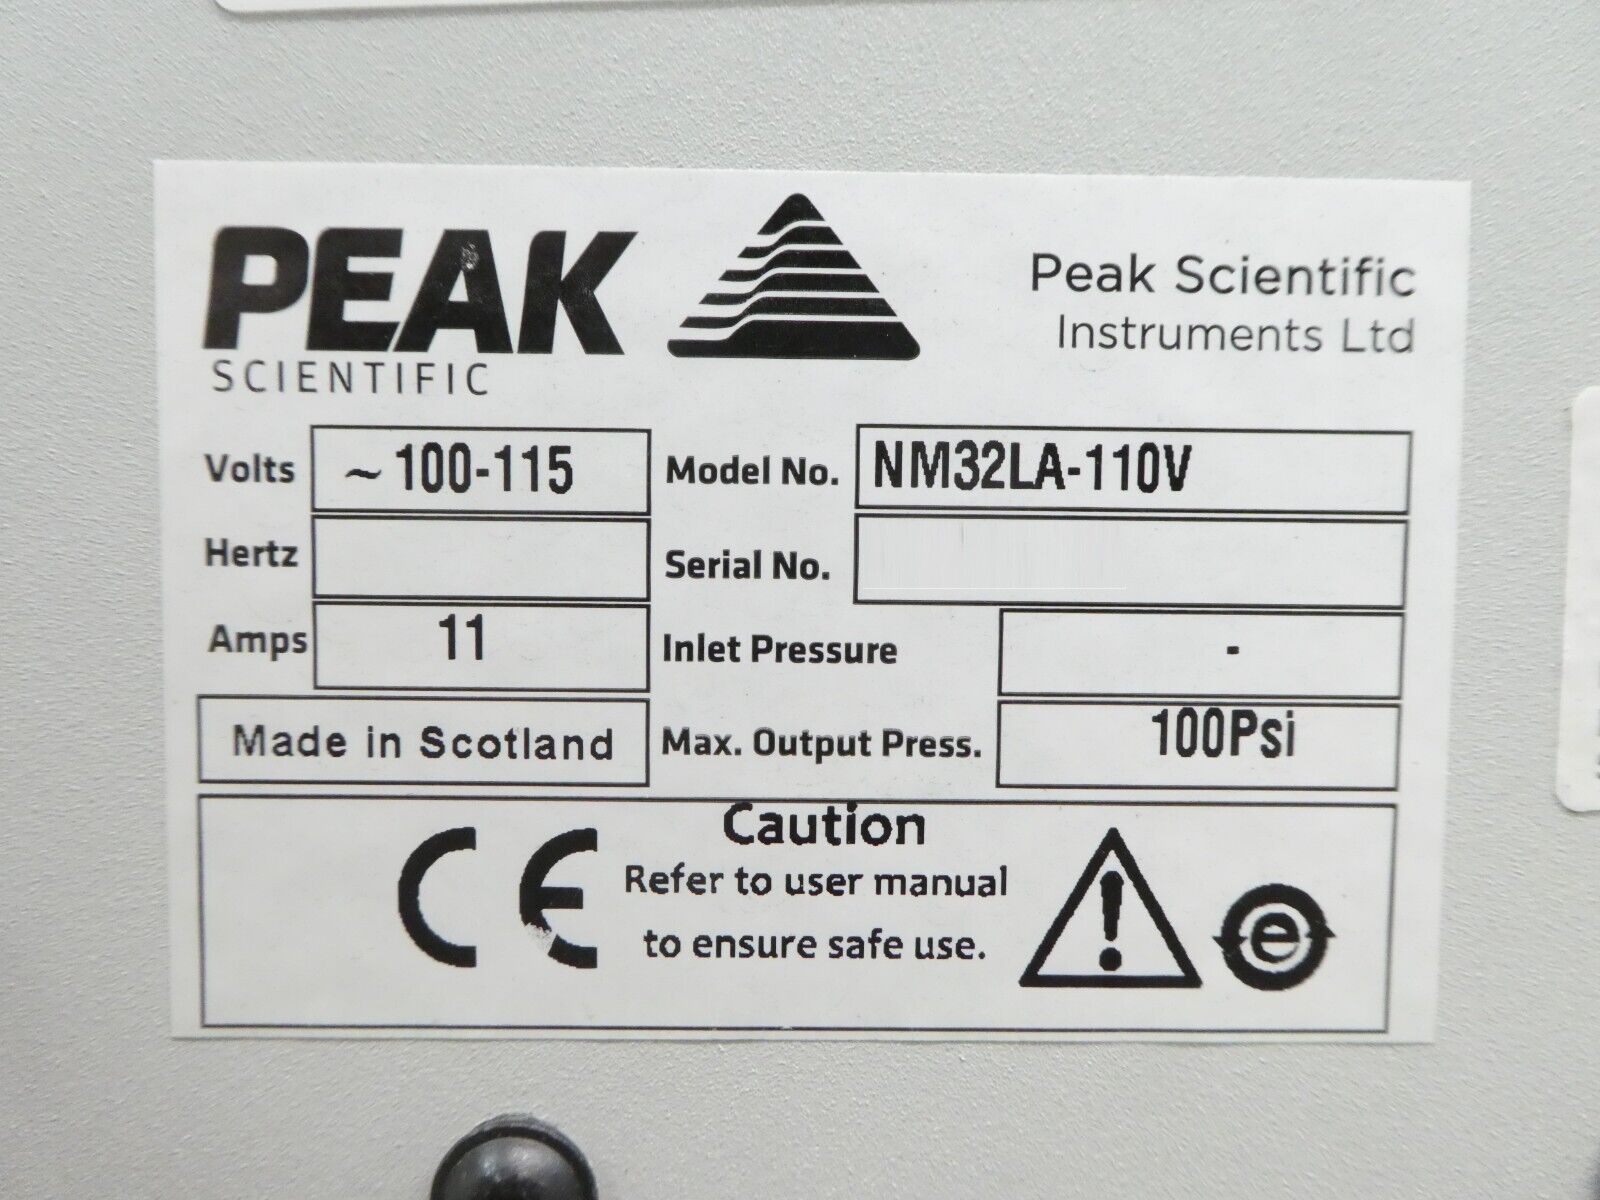 PEAK
SCIENTIFIC
Peak Scientific
Instruments Ltd
Volts ~ 100-115 Model No. NM32LA-110V
Hertz Serial No.
Amps 11 Inlet Pressure -
Made in Scotland Max. Output Press. 100Psi
Caution
CE Refer to user manual
to ensure safe use.
e